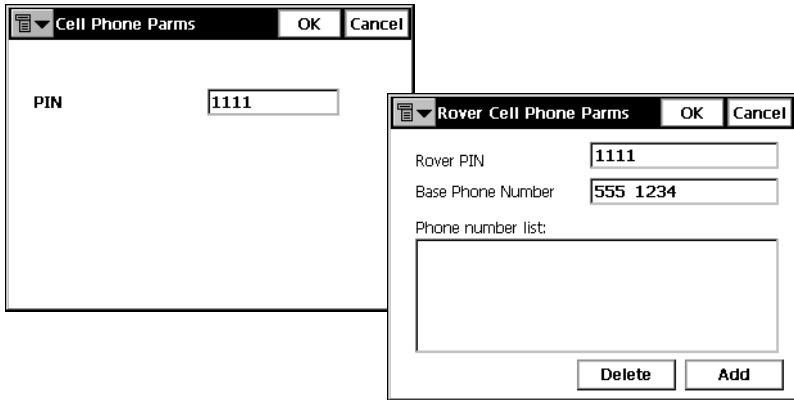 Cell Phone Parms OK Cancel
PIN 1111
Rover Cell Phone Parms OK Cancel
Rover PIN 1111
Base Phone Number 555 1234
Phone number list:
Delete Add